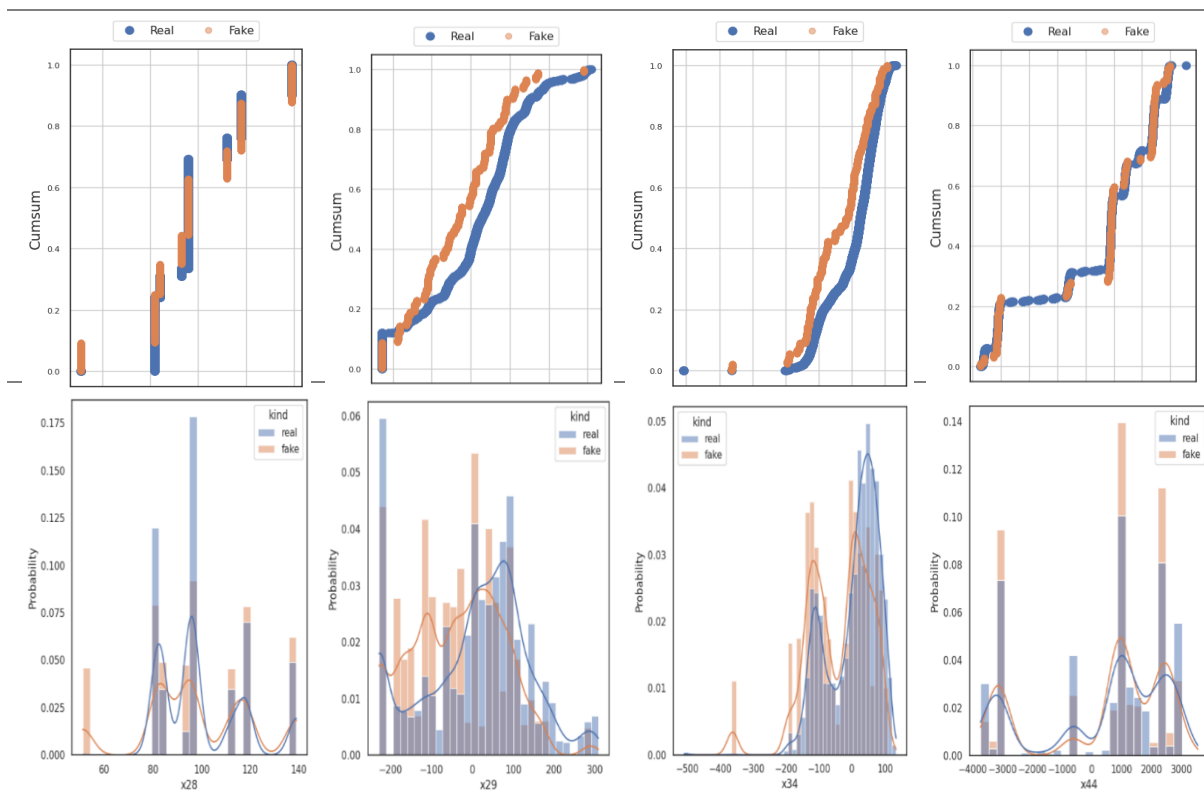 Real Fake
Real Fake
Real Fake
Real Fake
Cumsum
1.0
0.8
0.6
0.4
0.2
0.0
Cumsum
1.0
0.8
0.6
0.4
0.2
0.0
Cumsum
1.0
0.8
0.6
0.4
0.2
0.0
Cumsum
1.0
0.8
0.6
0.4
0.2
0.0
kind
real
fake
Probability
0.175
0.150
0.125
0.100
0.075
0.050
0.025
0.000
60 80 100 120 140
x28
kind
real
fake
Probability
0.06
0.05
0.04
0.03
0.02
0.01
0.00
−200 −100 0 100 200 300
x29
kind
real
fake
Probability
0.05
0.04
0.03
0.02
0.01
0.00
−500 −400 −300 −200 −100 0 100
x34
kind
real
fake
Probability
0.14
0.12
0.10
0.08
0.06
0.04
0.02
0.00
−4000 −3000 −2000 −1000 0 1000 2000 3000
x44